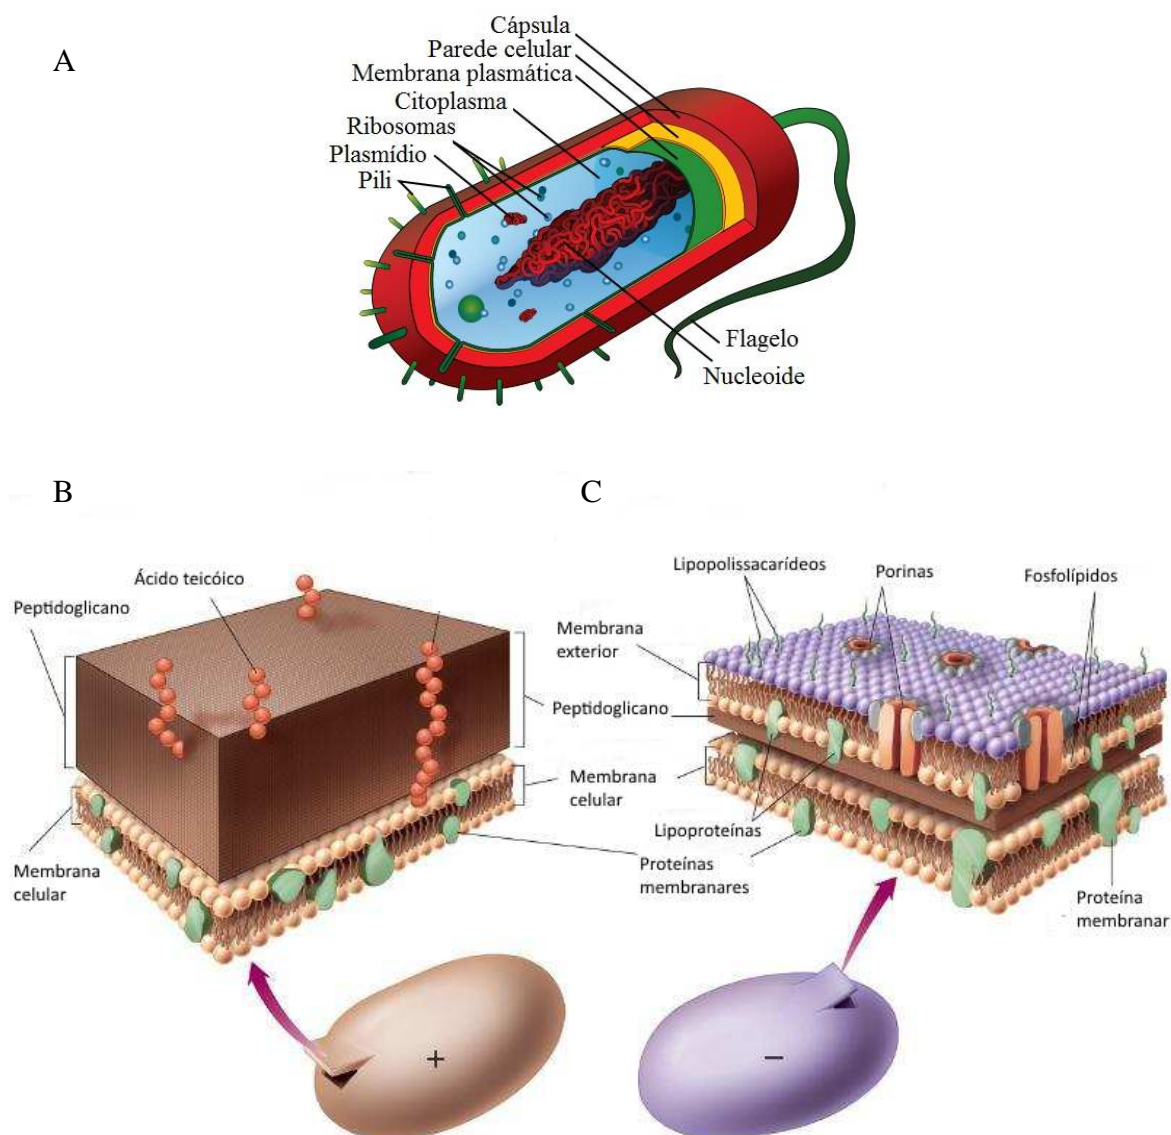 A
Cápsula
Parede celular
Membrana plasmática
Citoplasma
Ribosomas
Plasmídio
Pili
Flagelo
Nucleoide
B
Ácido teicóico
Peptidoglicano
Peptidoglicano
Membrana
celular
Membrana
celular
Proteínas
membranares
+
C
Lipopolissacarídeos
Porinas
Fosfolípidos
Membrana
exterior
Lipoproteínas
Proteína
membranar
−